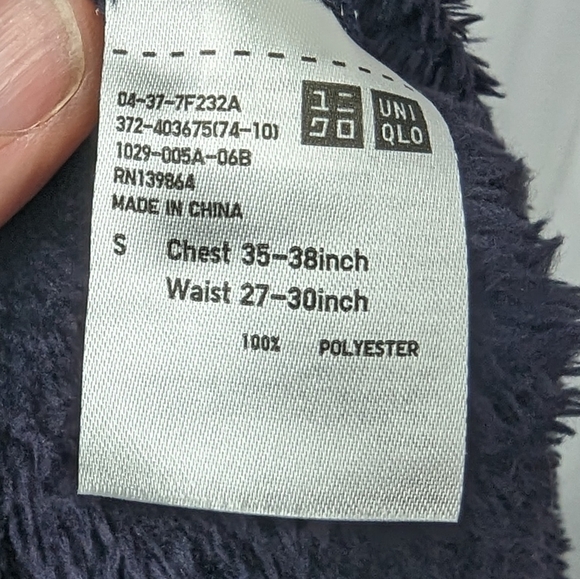 04-37-7F232A
372-403675(74-10)
1029-005A-06B
RN139864
MADE IN CHINA
ユニ
クロ
UNI
QLO
S Chest 35-38inch
Waist 27-30inch
100% POLYESTER